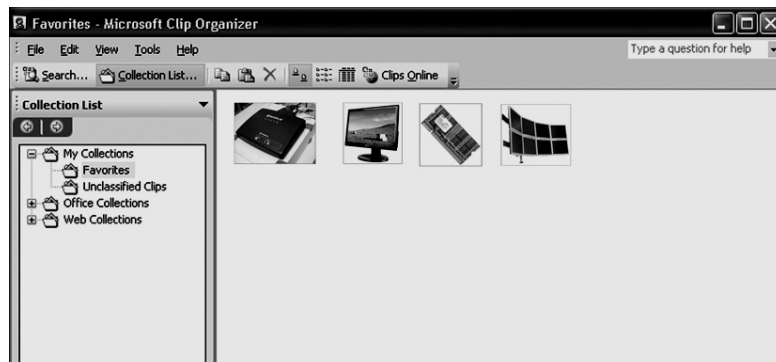 Favorites - Microsoft Clip Organizer
File Edit View Tools Help
Type a question for help
Search... Collection List... Clips Online
Collection List
My Collections
Favorites
Unclassified Clips
Office Collections
Web Collections